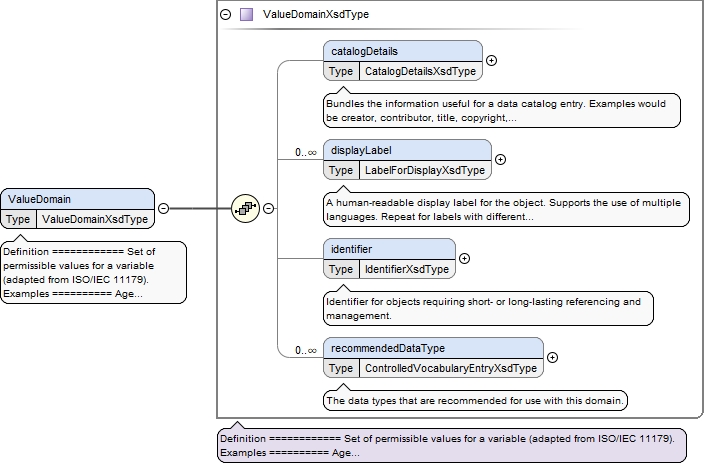 ValueDomainXsdType
catalogDetails
Type CatalogDetailsXsdType
Bundles the information useful for a data catalog entry. Examples would
be creator, contributor, title, copyright,...
0..∞
displayLabel
Type LabelForDisplayXsdType
A human-readable display label for the object. Supports the use of multiple
languages. Repeat for labels with different...
ValueDomain
Type ValueDomainXsdType
Definition ============ Set of
permissible values for a variable
(adapted from ISO/IEC 11179).
Examples ========== Age...
identifier
Type IdentifierXsdType
Identifier for objects requiring short- or long-lasting referencing and
management.
0..∞
recommendedDataType
Type ControlledVocabularyEntryXsdType
The data types that are recommended for use with this domain.
Definition ============ Set of permissible values for a variable (adapted from ISO/IEC 11179).
Examples ========== Age...